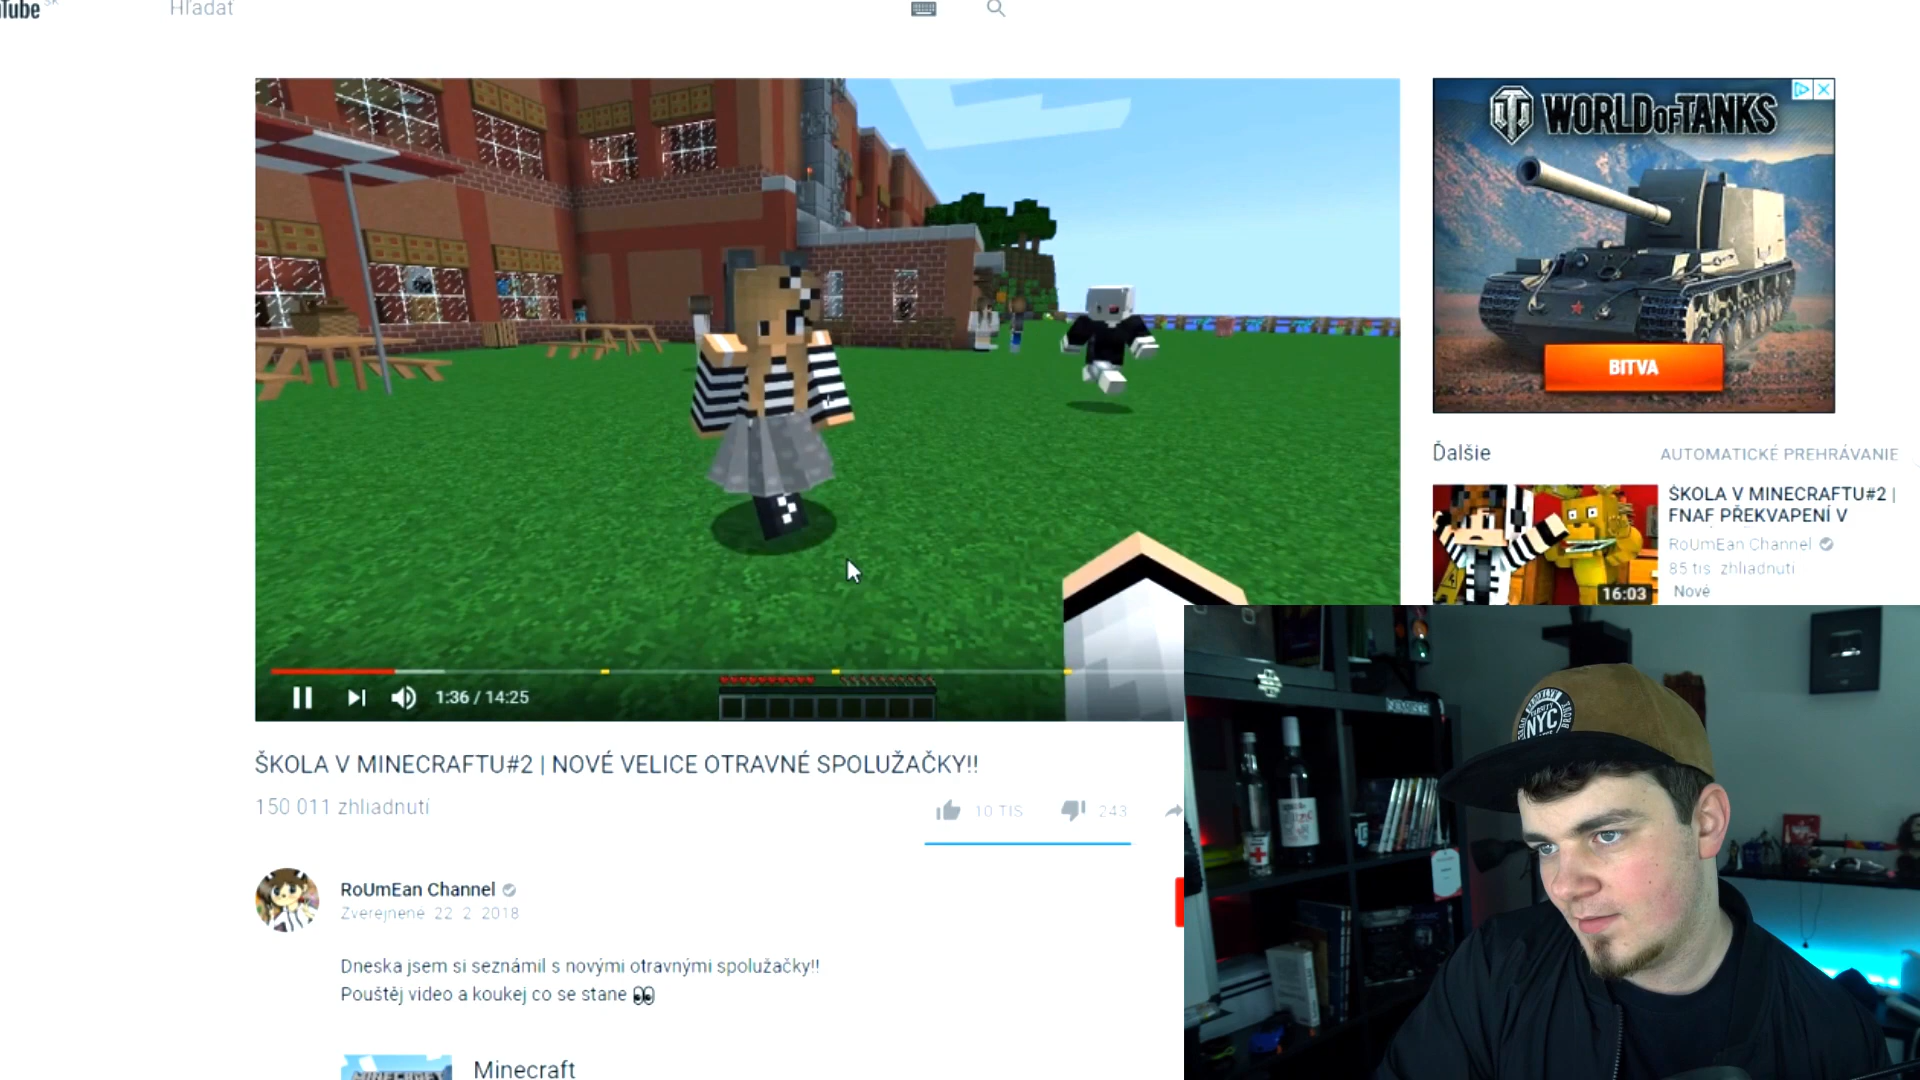 Tube SK
Hľadať
WORLD OF TANKS
BITVA
Ďalšie
AUTOMATICKÉ PREHRÁVANIE
ŠKOLA V MINECRAFTU#2 |
FNAF PŘEKVAPENÍ V
RoUmEan Channel
85 tis. zhliadnutí
Nové
16:03
1:36 / 14:25
ŠKOLA V MINECRAFTU#2 | NOVÉ VELICE OTRAVNÉ SPOLUŽAČKY!!
150 011 zhliadnutí
10 TIS
243
RoUmEan Channel
Zverejnené 22. 2. 2018
Dneska jsem si seznámil s novými otravnými spolužačky!!
Pouštěj video a koukej co se stane 👀
MINECRAFT
Minecraft
NYC